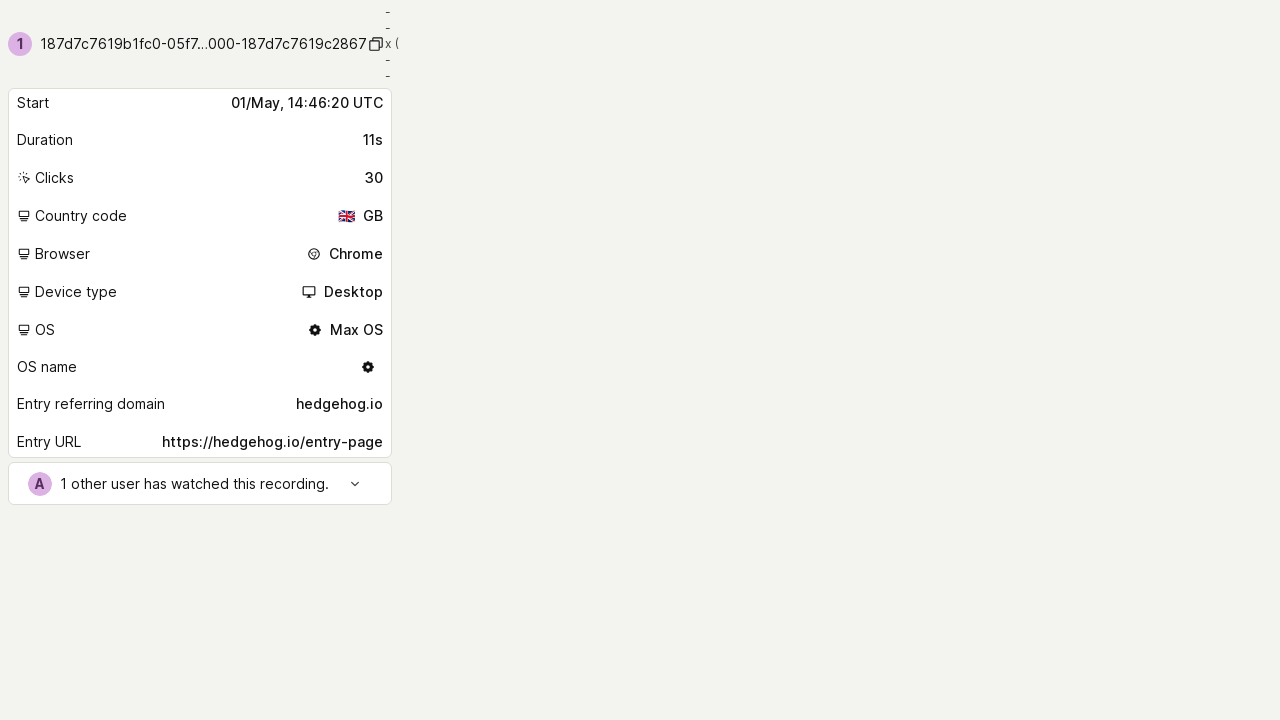 1 187d7c7619b1fc0-05f7...000-187d7c7619c2867 - - x ( - -
Start 01/May, 14:46:20 UTC
Duration 11s
Clicks 30
Country code 🇬🇧 GB
Browser Chrome
Device type Desktop
OS Max OS
OS name
Entry referring domain hedgehog.io
Entry URL https://hedgehog.io/entry-page
A 1 other user has watched this recording.